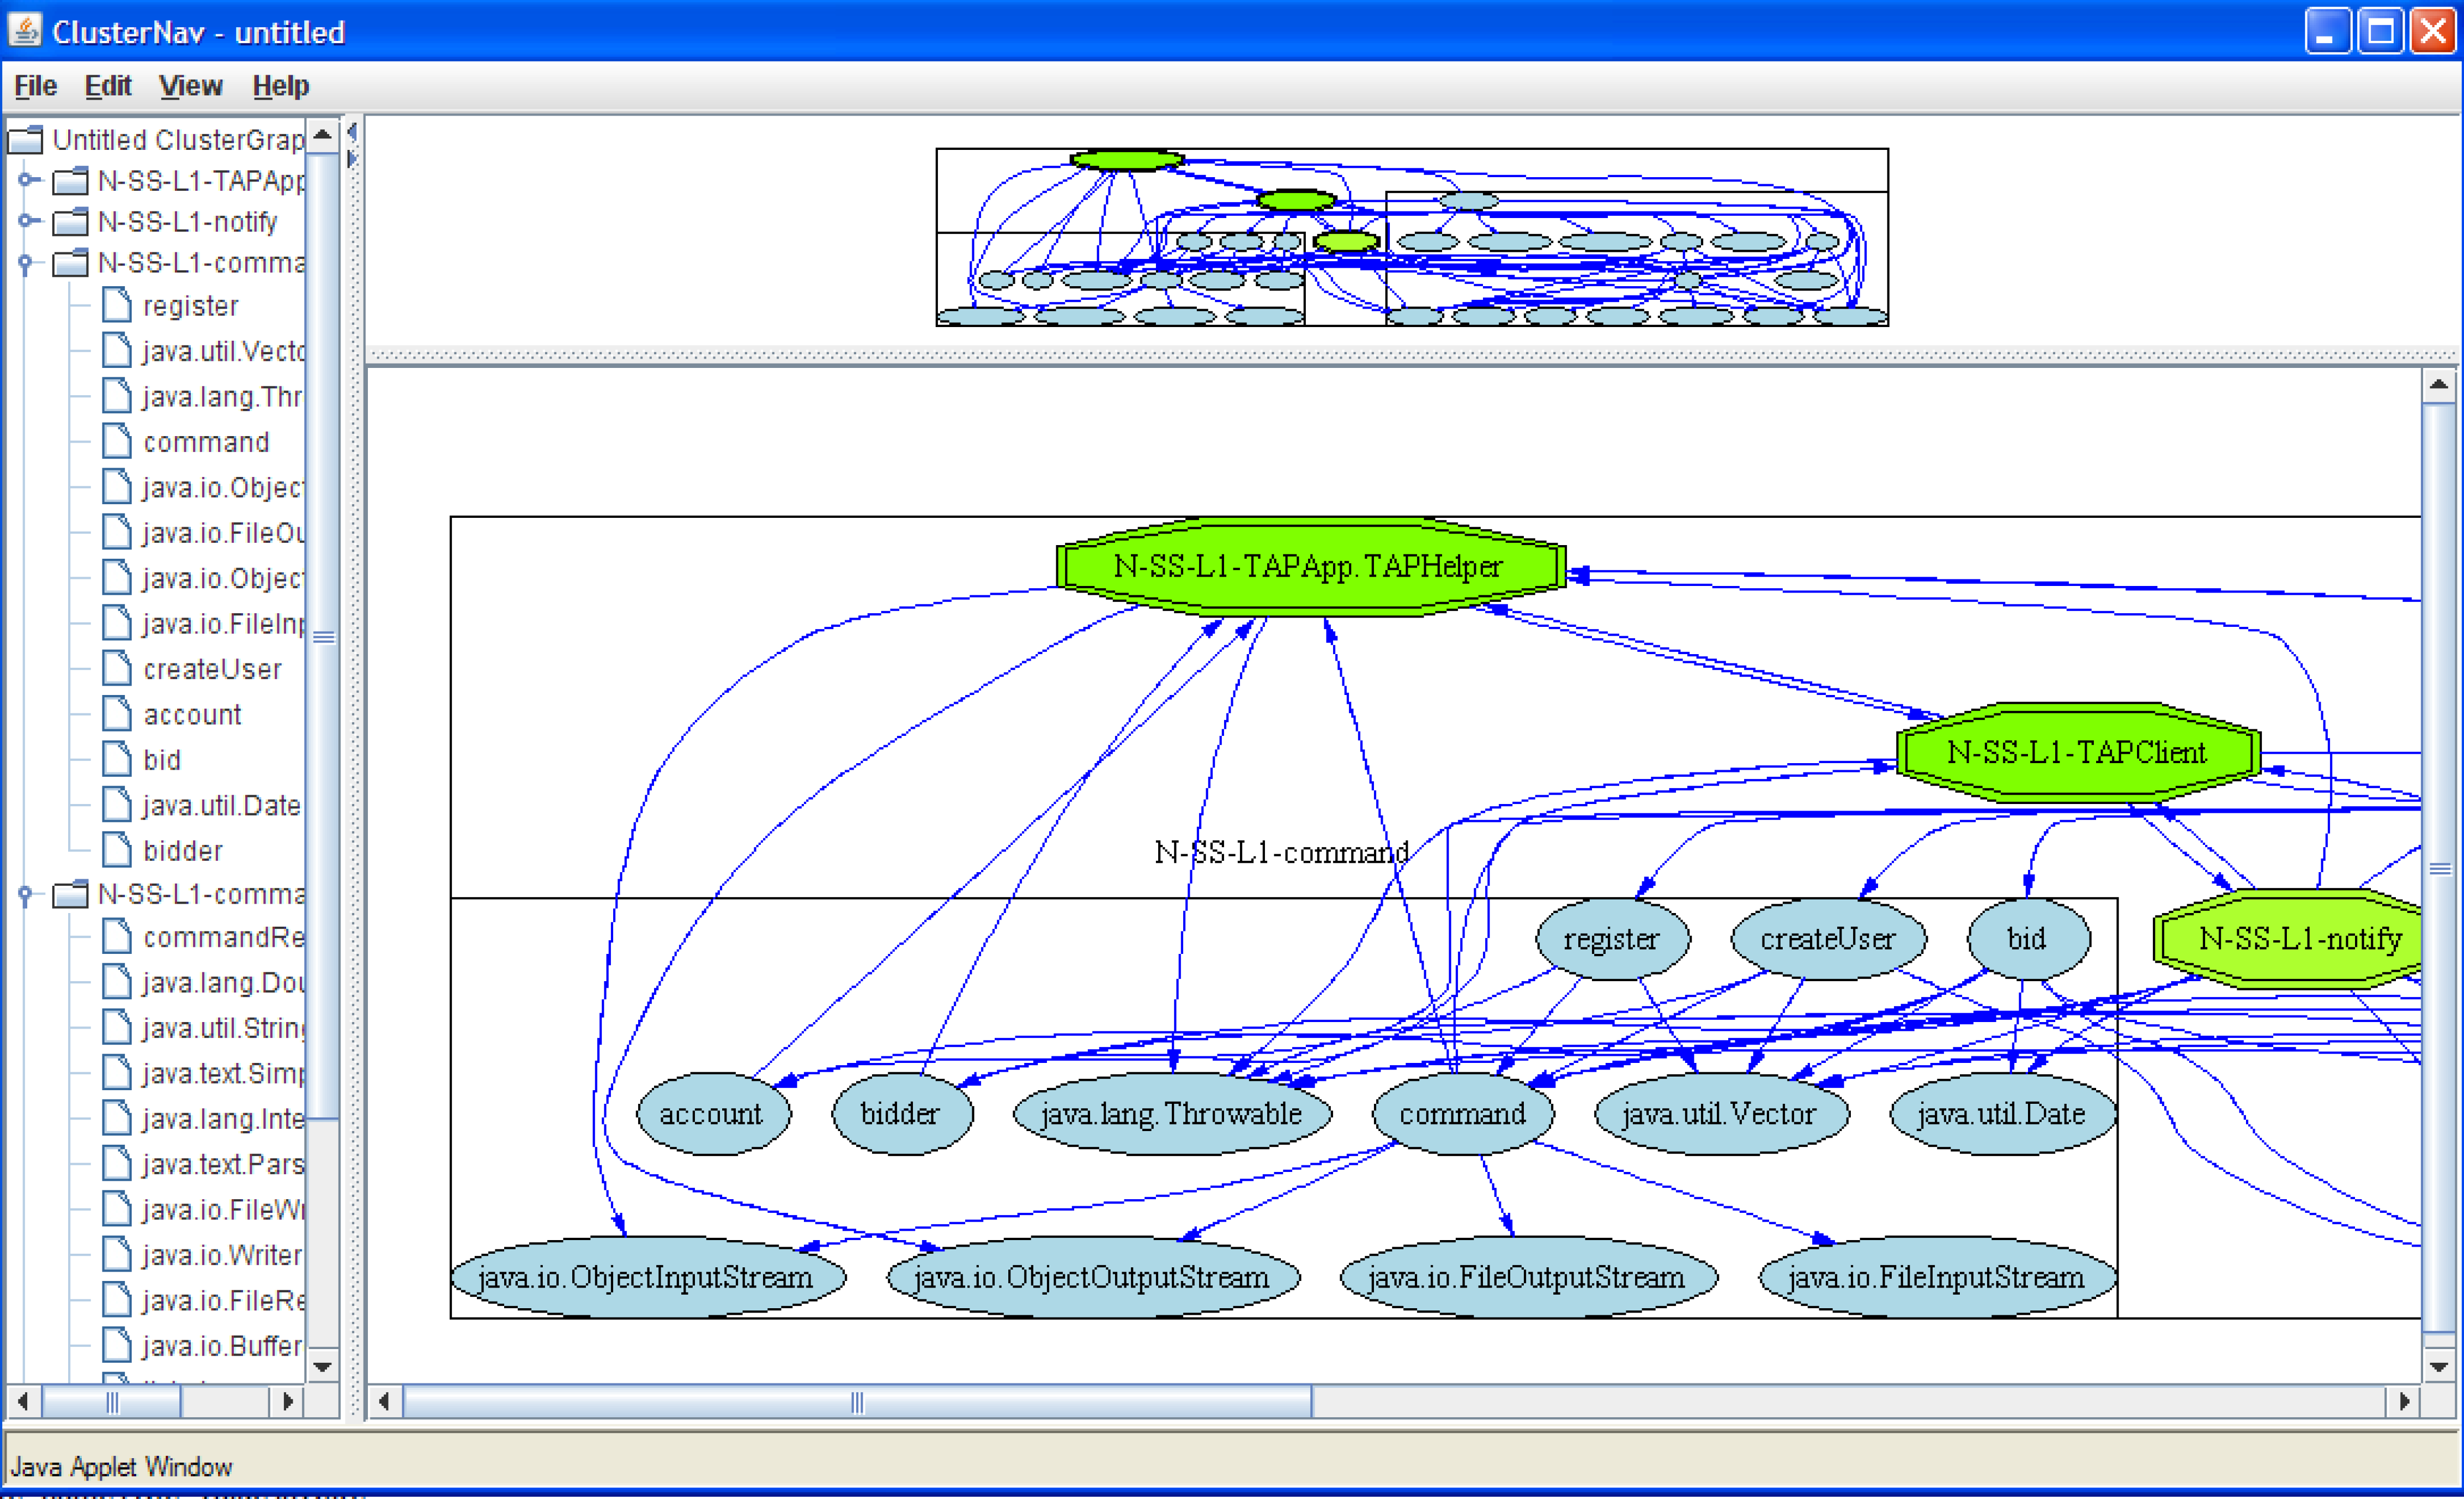 ClusterNav - untitled
File Edit View Help
Untitled ClusterGrap
N-SS-L1-TAPApp
N-SS-L1-notify
N-SS-L1-comma
register
java.util.Vecto
java.lang.Thr
command
java.io.Objec
java.io.FileOu
java.io.Objec
java.io.FileInp
createUser
account
bid
java.util.Date
bidder
N-SS-L1-comma
commandRe
java.lang.Dou
java.util.String
java.text.Simp
java.lang.Inte
java.text.Pars
java.io.FileWr
java.io.Writer
java.io.FileRe
java.io.Buffer
N-SS-L1-TAPApp.TAPHelper
N-SS-L1-TAPClient
N-SS-L1-command
register createUser bid N-SS-L1-notify
account bidder java.lang.Throwable command java.util.Vector java.util.Date
java.io.ObjectInputStream java.io.ObjectOutputStream java.io.FileOutputStream java.io.FileInputStream
Java Applet Window